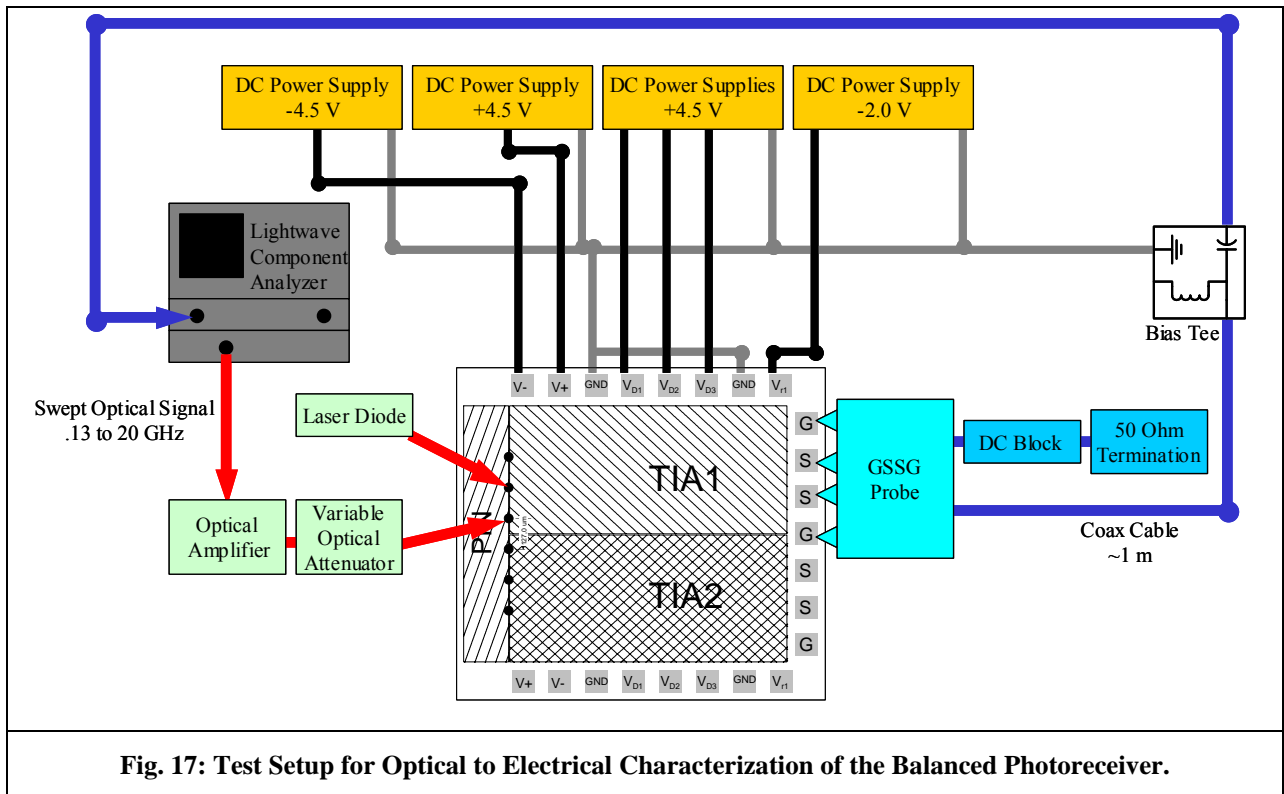 DC Power Supply
-4.5 V
DC Power Supply
+4.5 V
DC Power Supplies
+4.5 V
DC Power Supply
-2.0 V
Lightwave
Component
Analyzer
Bias Tee
Swept Optical Signal
.13 to 20 GHz
Laser Diode
Optical
Amplifier
Variable
Optical
Attenuator
V-
V+
GND
VD1
VD2
VD3
GND
Vr1
PIN
127.0 um
TIA1
TIA2
G
S
S
G
S
S
G
GSSG
Probe
DC Block
50 Ohm
Termination
Coax Cable
~1 m
V+
V-
GND
VD1
VD2
VD3
GND
Vr1
Fig. 17: Test Setup for Optical to Electrical Characterization of the Balanced Photoreceiver.